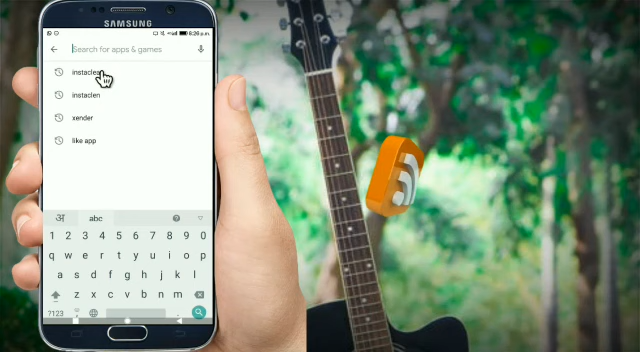 SAMSUNG
6:26 p.m
Search for apps & games
instaclean
instaclen
xender
like app
अ abc
1 2 3 4 5 6 7 8 9 0
q w e r t y u i o p
a s d f g h j k l
z x c v b n m
?123